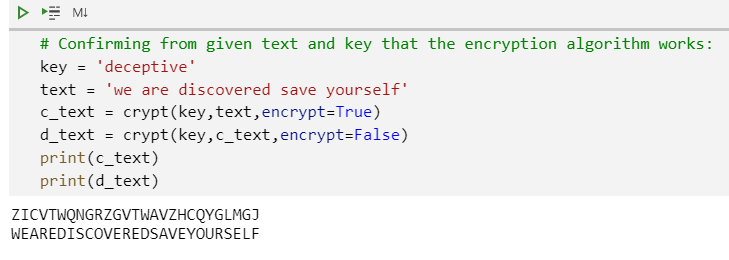 M↓
# Confirming from given text and key that the encryption algorithm works:
key = 'deceptive'
text = 'we are discovered save yourself'
c_text = crypt(key,text,encrypt=True)
d_text = crypt(key,c_text,encrypt=False)
print(c_text)
print(d_text)
ZICVTWQNGRZGVTWAVZHCQYGLMGJ
WEAREDISCOVEREDSAVEYOURSELF